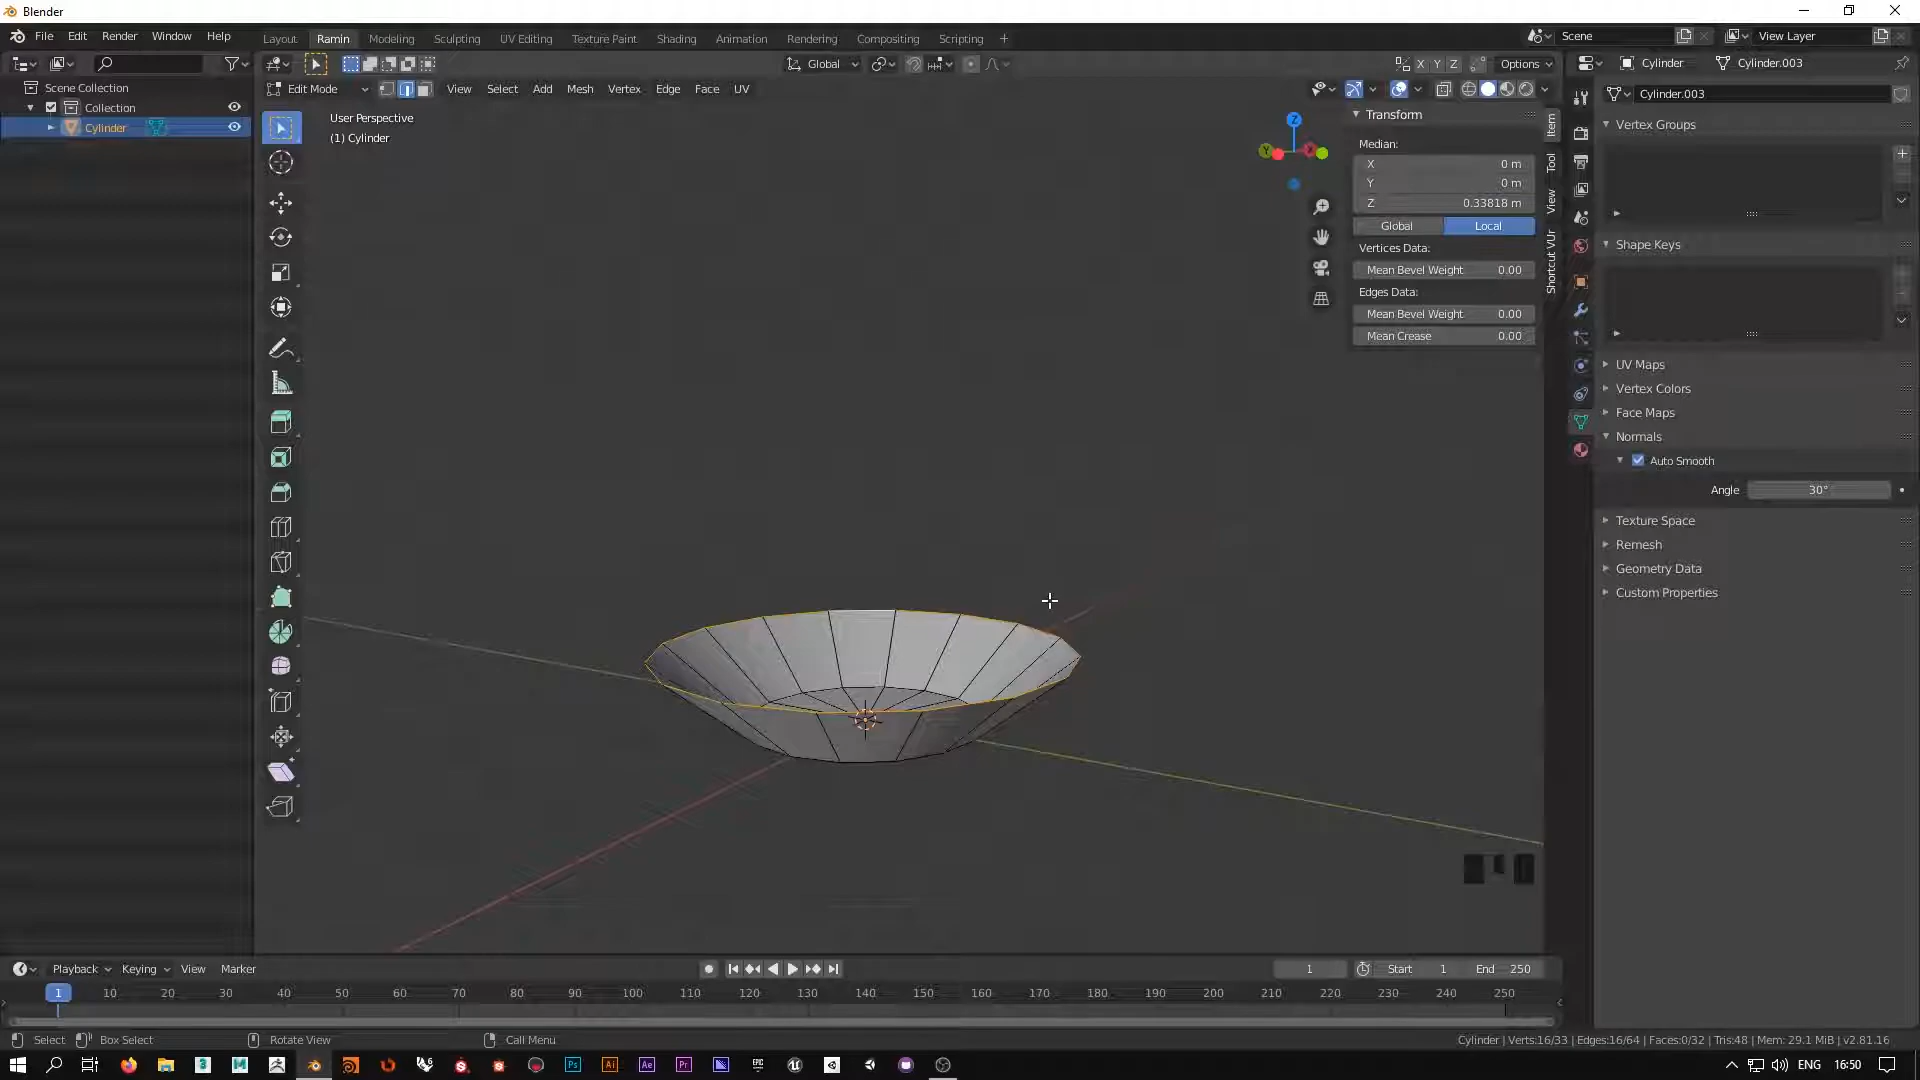 Blender
File Edit Render Window Help
Layout Ramin Modeling Sculpting UV Editing Texture Paint Shading Animation Rendering Compositing Scripting +
Scene
View Layer
Global
X Y Z
Options
Cylinder
Cylinder.003
Scene Collection
Collection
Cylinder
Edit Mode
View Select Add Mesh Vertex Edge Face UV
Cylinder.003
User Perspective
(1) Cylinder
Z
Y
X
Transform
Median:
X 0 m
Y 0 m
Z 0.33818 m
Global Local
Vertices Data:
Mean Bevel Weight 0.00
Edges Data:
Mean Bevel Weight 0.00
Mean Crease 0.00
Item
Tool
View
Shortcut VUr
Vertex Groups
Shape Keys
UV Maps
Vertex Colors
Face Maps
Normals
Auto Smooth
Angle 30°
Texture Space
Remesh
Geometry Data
Custom Properties
Playback Keying View Marker
1
Start 1
End 250
1 10 20 30 40 50 60 70 80 90 100 110 120 130 140 150 160 170 180 190 200 210 220 230 240 250
Select Box Select Rotate View Call Menu
Cylinder | Verts:16/33 | Edges:16/64 | Faces:0/32 | Tris:48 | Mem: 29.1 MiB | v2.81.16
Ps Ai Ae Pr
EPIC
ENG 16:50